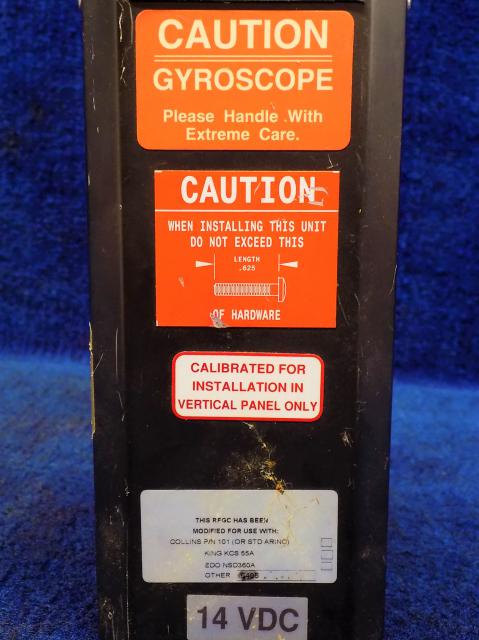 CAUTION
GYROSCOPE
Please Handle With
Extreme Care.
CAUTION
WHEN INSTALLING THIS UNIT
DO NOT EXCEED THIS
LENGTH
.625
OF HARDWARE
CALIBRATED FOR
INSTALLATION IN
VERTICAL PANEL ONLY
THIS RFGC HAS BEEN
MODIFIED FOR USE WITH:
COLLINS P/N 101 (OR STD ARINC)
KING KCS 55A
EDO NSD360A
OTHER
14 VDC